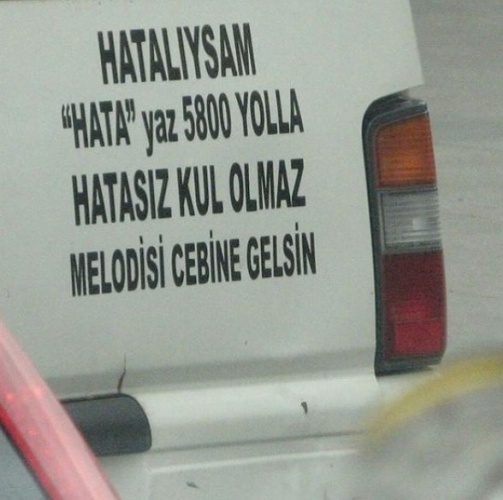 HATALIYSAM
"HATA" yaz 5800 YOLLA
HATASIZ KUL OLMAZ
MELODİSİ CEBİNE GELSİN